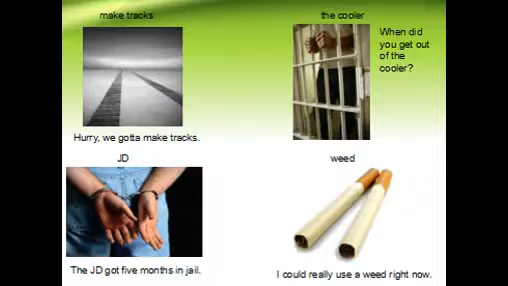 make tracks
the cooler
When did
you get out
of the
cooler?
Hurry, we gotta make tracks.
JD
weed
The JD got five months in jail.
I could really use a weed right now.